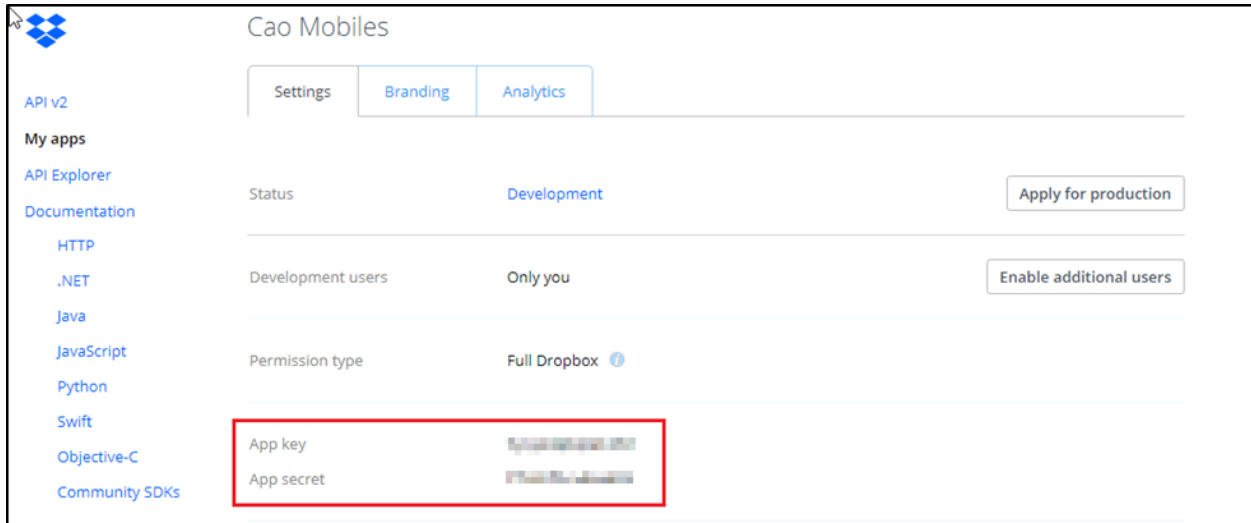 Cao Mobiles
Settings Branding Analytics
API v2
My apps
API Explorer
Documentation
HTTP
.NET
Java
JavaScript
Python
Swift
Objective-C
Community SDKs
Status Development Apply for production
Development users Only you Enable additional users
Permission type Full Dropbox i
App key
App secret